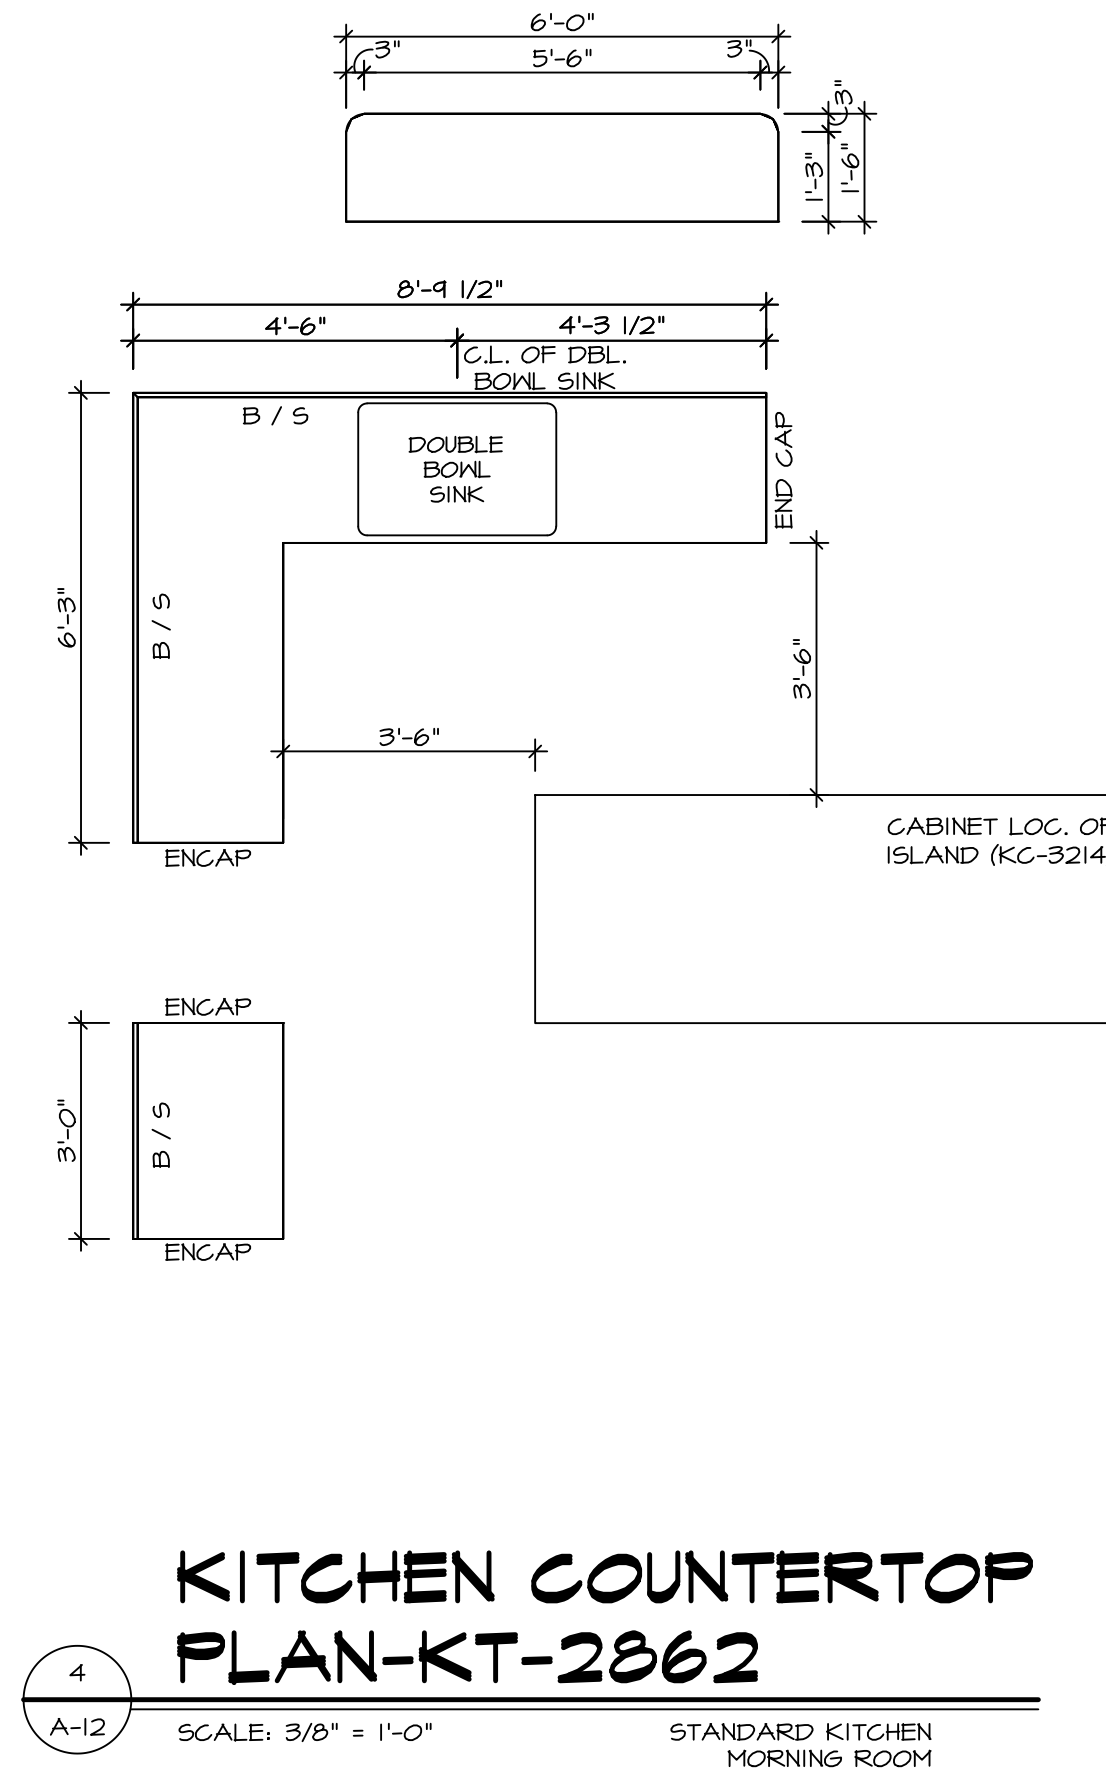 6'-0"
3"
5'-6"
3"
3"
1'-3"
1'-6"
8'-9 1/2"
4'-6"
4'-3 1/2"
C.L. OF DBL.
BOWL SINK
B / S
DOUBLE
BOWL
SINK
END CAP
6'-3"
B / S
3'-6"
3'-6"
CABINET LOC. OF
ISLAND (KC-3214
ENCAP
ENCAP
3'-0"
B / S
ENCAP
KITCHEN COUNTERTOP
PLAN-KT-2862
4
A-12
SCALE: 3/8" = 1'-0"
STANDARD KITCHEN
MORNING ROOM